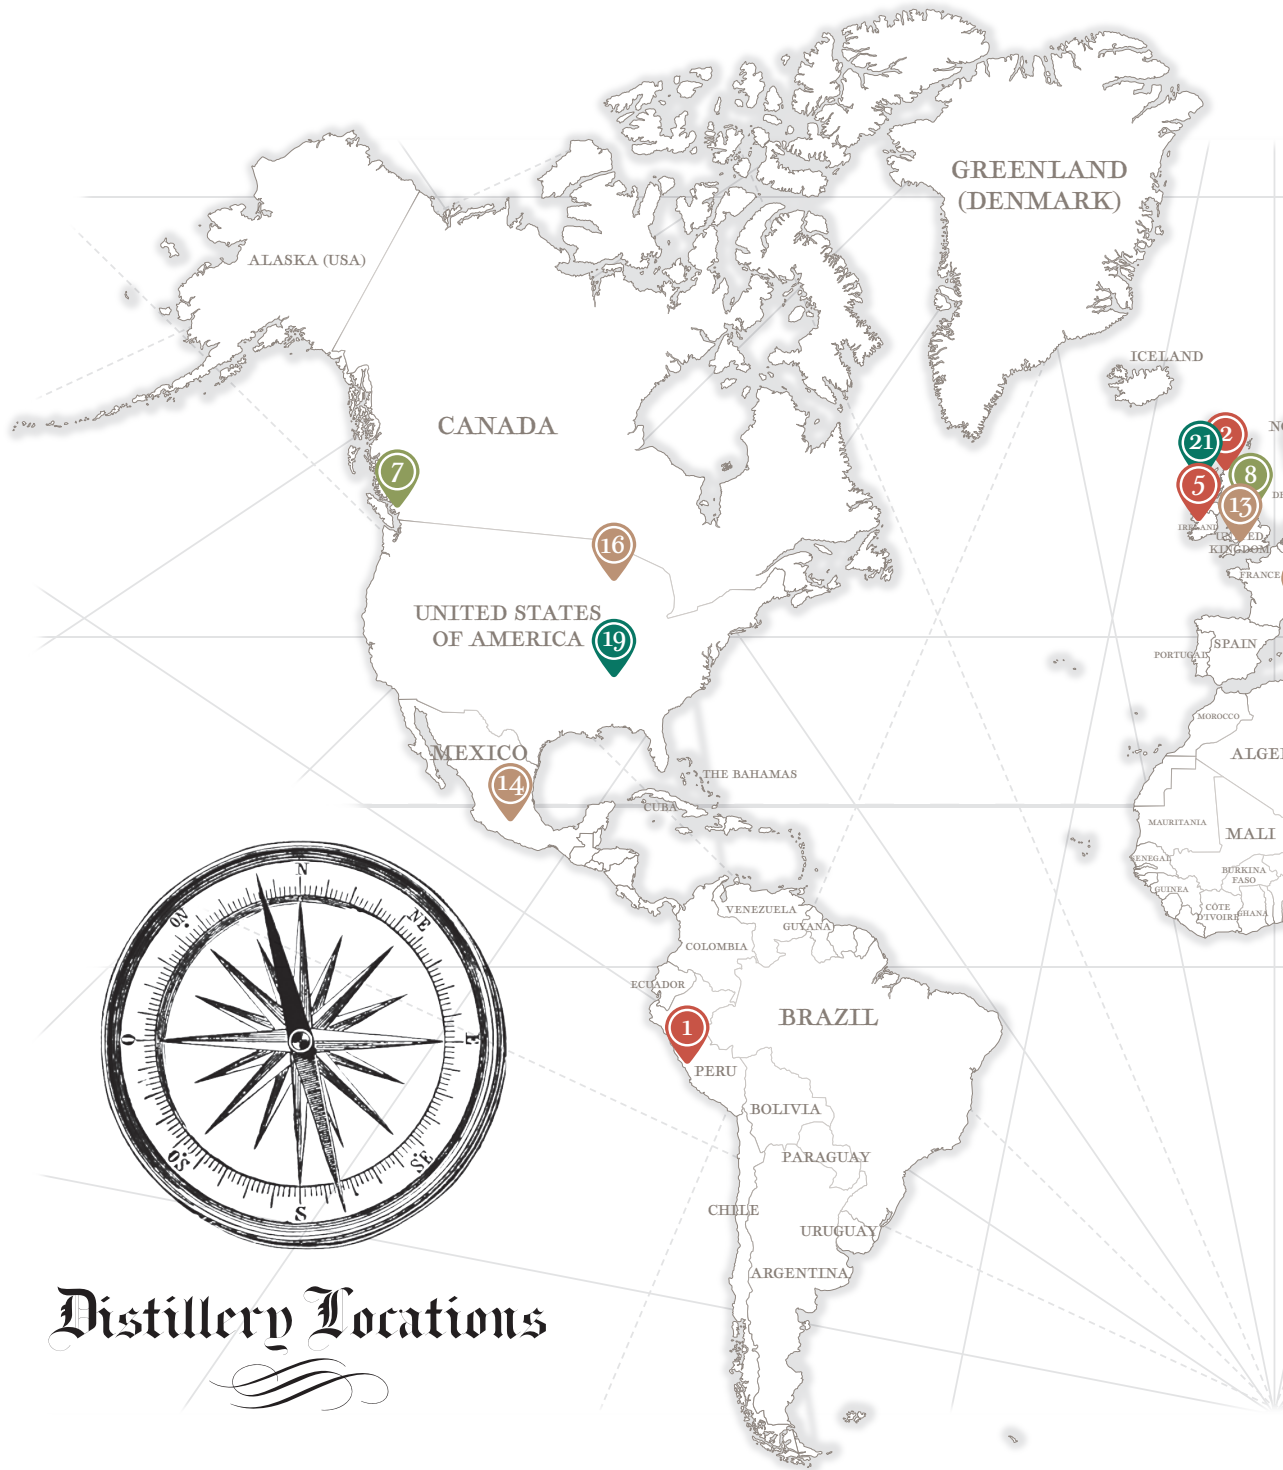 GREENLAND
(DENMARK)
ALASKA (USA)
ICELAND
CANADA
21
2
7
8
5
13
IRELAND
UNITED
KINGDOM
16
FRANCE
UNITED STATES
OF AMERICA
19
SPAIN
PORTUGAL
MOROCCO
MEXICO
14
THE BAHAMAS
CUBA
MAURITANIA
MALI
SENEGAL
BURKINA
FASO
GUINEA
CÔTE
D'IVOIRE
GHANA
VENEZUELA
GUYANA
COLOMBIA
ECUADOR
1
BRAZIL
PERU
BOLIVIA
PARAGUAY
CHILE
URUGUAY
ARGENTINA
N
NE
E
SE
S
SO
O
NO
Distillery Locations